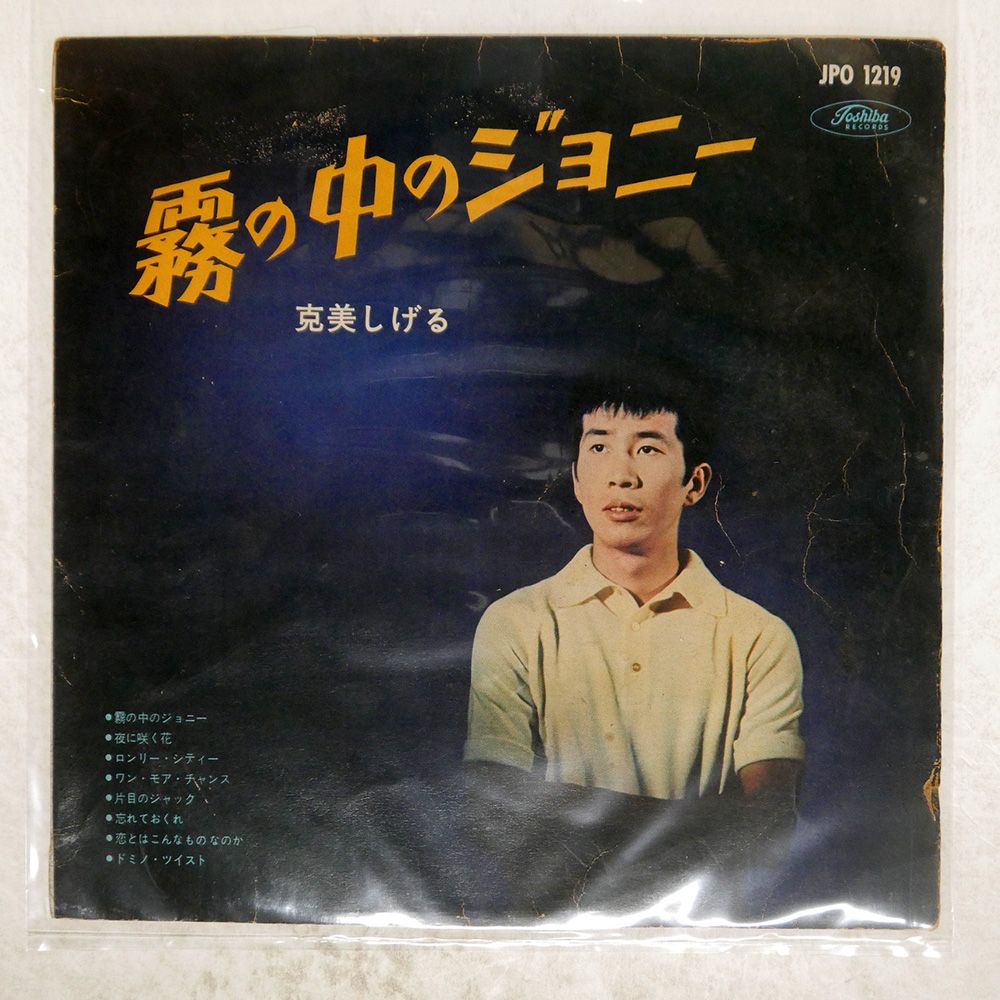 JPO 1219
Toshiba
RECORDS
霧の中のジョニー
克美しげる
●霧の中のジョニー
●夜に咲く花
●ロンリー・シティー
●ワン・モア・チャンス
●片目のジャック
●忘れておくれ
●恋とはこんなものなのか
●ドミノ・ツイスト